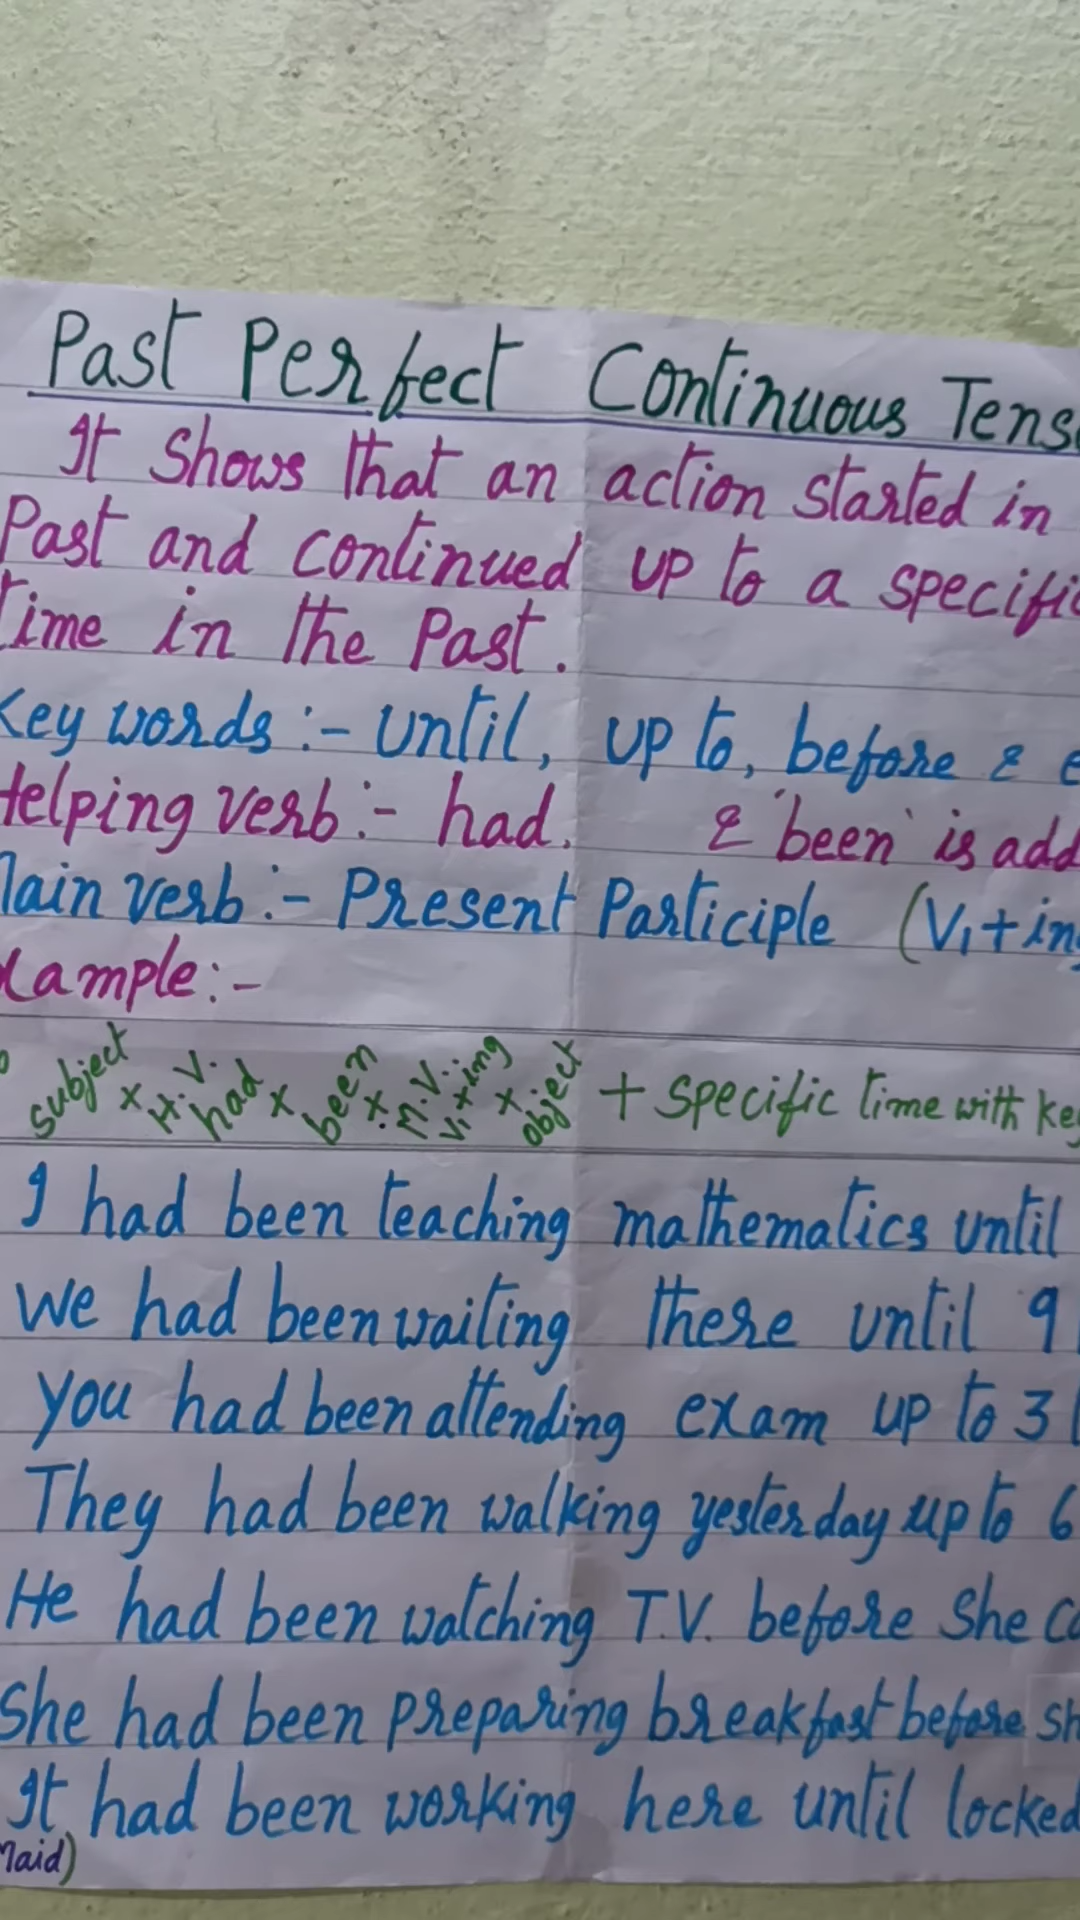 Past Perfect Continuous Tens
It shows that an action started in
Past and continued up to a specific
time in the Past.
Key words :- until, up to, before & e
Helping verb :- had. & 'been' is add
Main verb :- Present Participle (V1+ing
xample :-
subject + H.V. had + been + M.V. V1+ing + object + specific time with key
I had been teaching mathematics until
We had been waiting there until 9
You had been attending exam up to 3
They had been walking yesterday up to 6
He had been watching T.V. before she ca
She had been preparing breakfast before sh
It had been working here until locked
Maid)